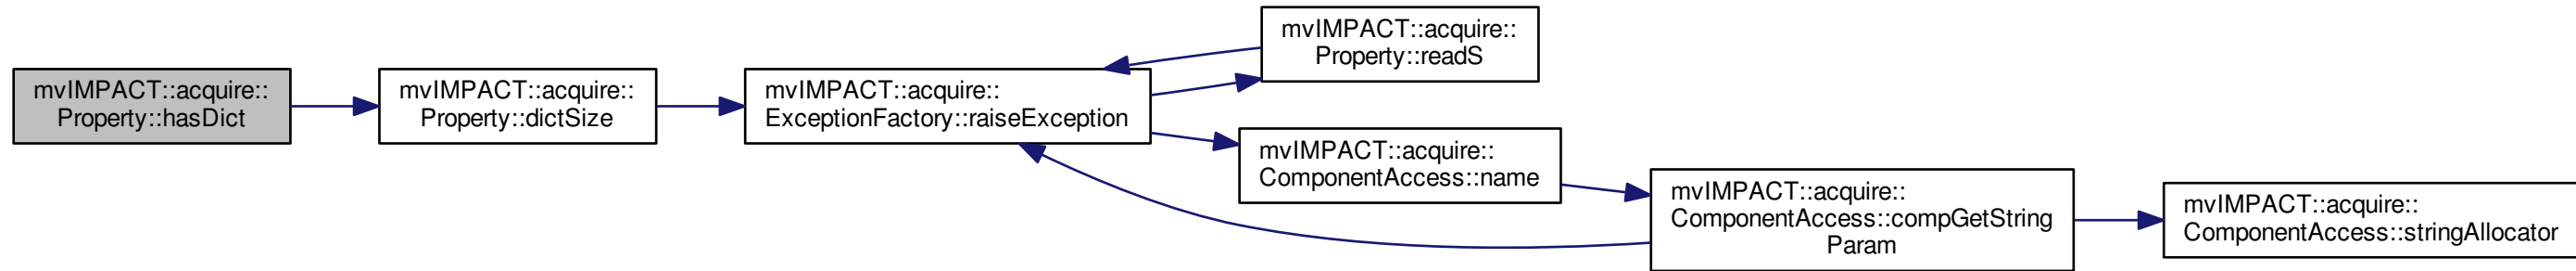 mvIMPACT::acquire::
Property::hasDict
mvIMPACT::acquire::
Property::dictSize
mvIMPACT::acquire::
ExceptionFactory::raiseException
mvIMPACT::acquire::
Property::readS
mvIMPACT::acquire::
ComponentAccess::name
mvIMPACT::acquire::
ComponentAccess::compGetString
Param
mvIMPACT::acquire::
ComponentAccess::stringAllocator